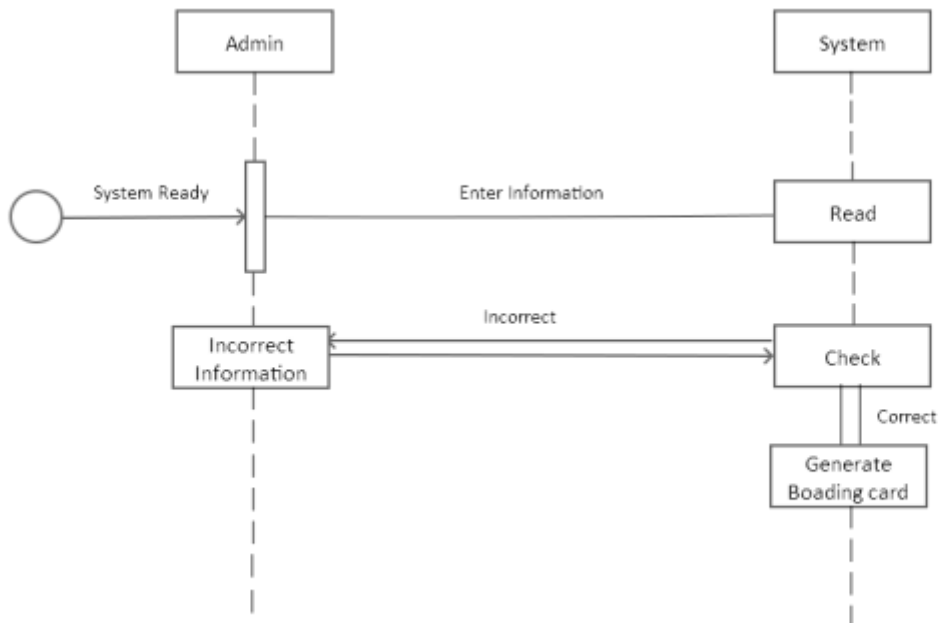 Admin
System
System Ready
Enter Information
Read
Incorrect
Incorrect
Information
Check
Correct
Generate
Boading card